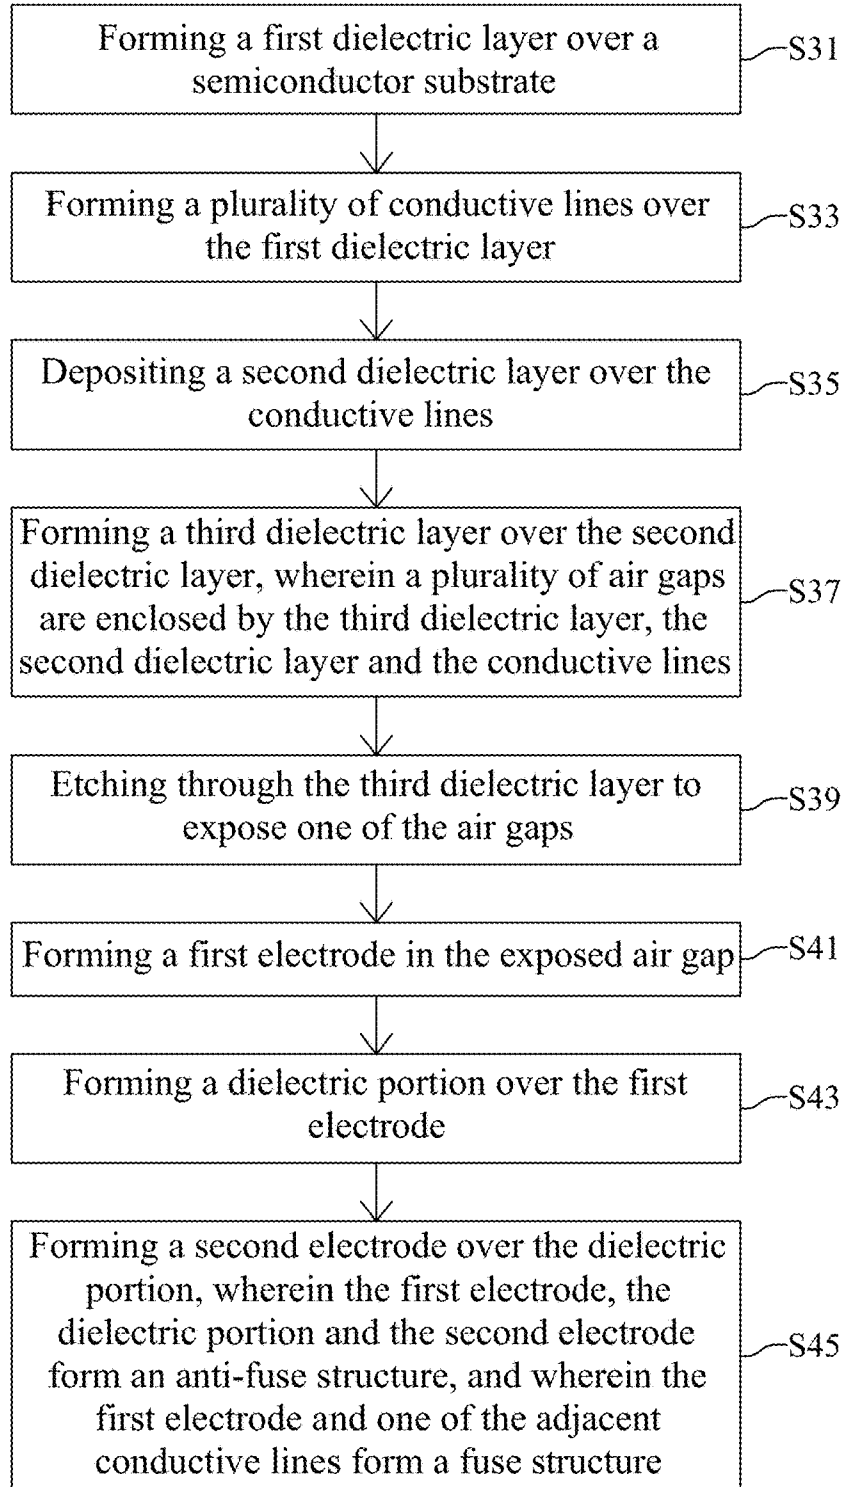 Forming a first dielectric layer over a
semiconductor substrate
S31
Forming a plurality of conductive lines over
the first dielectric layer
S33
Depositing a second dielectric layer over the
conductive lines
S35
Forming a third dielectric layer over the second
dielectric layer, wherein a plurality of air gaps
are enclosed by the third dielectric layer, the
second dielectric layer and the conductive lines
S37
Etching through the third dielectric layer to
expose one of the air gaps
S39
Forming a first electrode in the exposed air gap
S41
Forming a dielectric portion over the first
electrode
S43
Forming a second electrode over the dielectric
portion, wherein the first electrode, the
dielectric portion and the second electrode
form an anti-fuse structure, and wherein the
first electrode and one of the adjacent
conductive lines form a fuse structure
S45